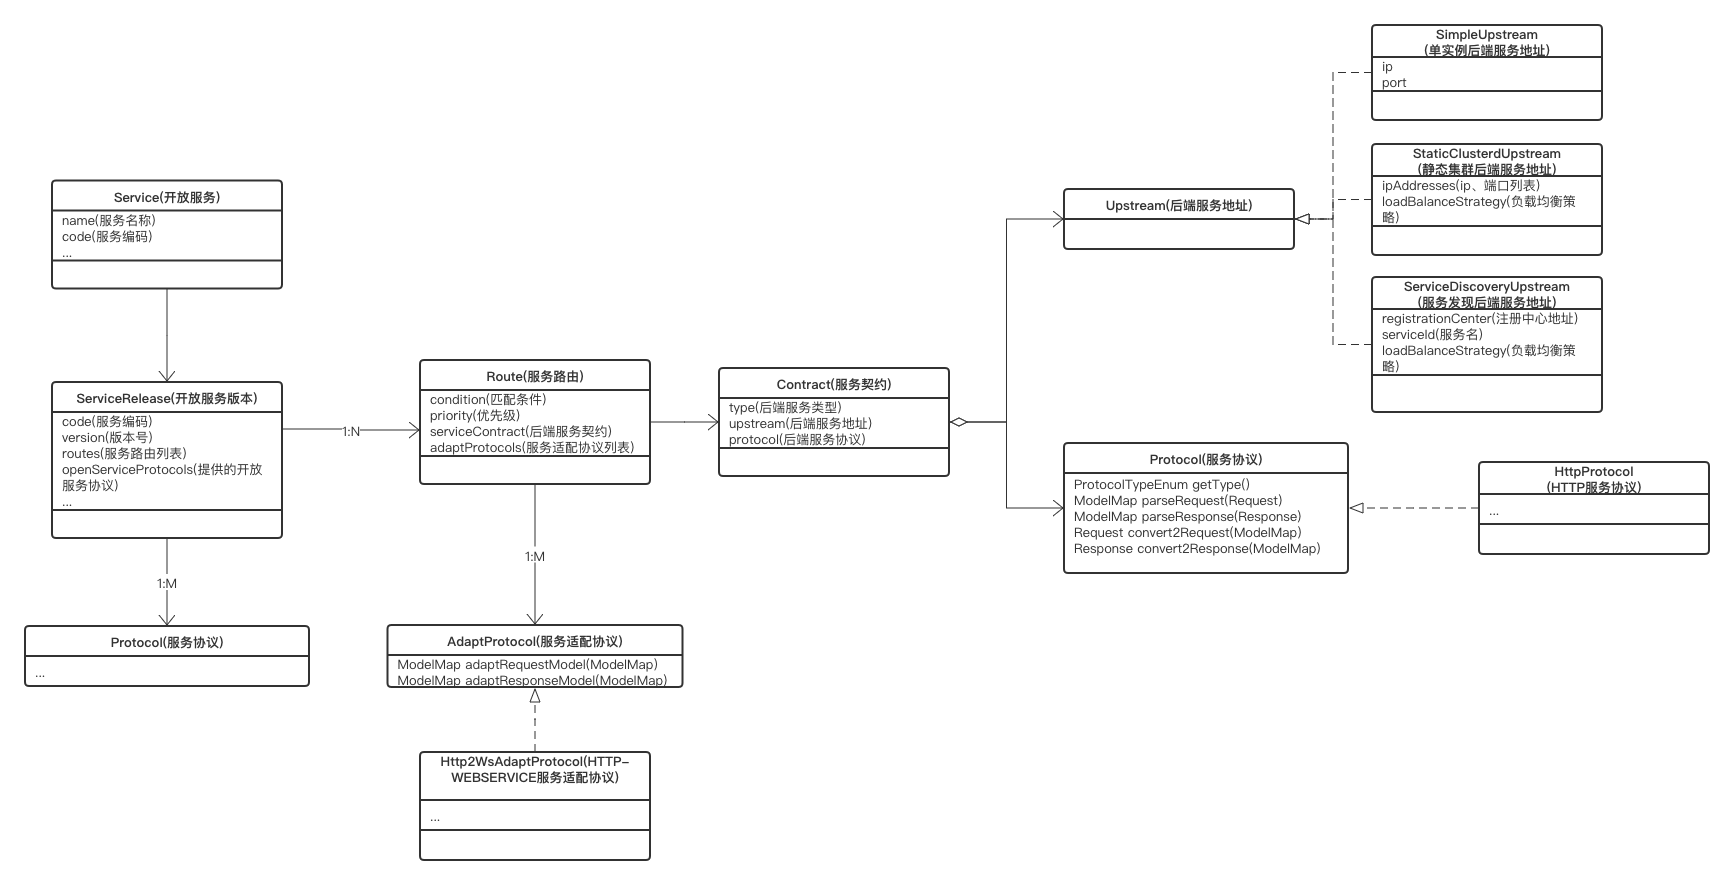 Service(开放服务)
name(服务名称)
code(服务编码)
...
ServiceRelease(开放服务版本)
code(服务编码)
version(版本号)
routes(服务路由列表)
openServiceProtocols(提供的开放
服务协议)
...
1:M
Protocol(服务协议)
...
1:N
Route(服务路由)
condition(匹配条件)
priority(优先级)
serviceContract(后端服务契约)
adaptProtocols(服务适配协议列表)
1:M
AdaptProtocol(服务适配协议)
ModelMap adaptRequestModel(ModelMap)
ModelMap adaptResponseModel(ModelMap)
Http2WsAdaptProtocol(HTTP-
WEBSERVICE服务适配协议)
...
Contract(服务契约)
type(后端服务类型)
upstream(后端服务地址)
protocol(后端服务协议)
Upstream(后端服务地址)
SimpleUpstream
(单实例后端服务地址)
ip
port
StaticClusterdUpstream
(静态集群后端服务地址)
ipAddresses(ip、端口列表)
loadBalanceStrategy(负载均衡策
略)
ServiceDiscoveryUpstream
(服务发现后端服务地址)
registrationCenter(注册中心地址)
serviceId(服务名)
loadBalanceStrategy(负载均衡策
略)
Protocol(服务协议)
ProtocolTypeEnum getType()
ModelMap parseRequest(Request)
ModelMap parseResponse(Response)
Request convert2Request(ModelMap)
Response convert2Response(ModelMap)
HttpProtocol
(HTTP服务协议)
...